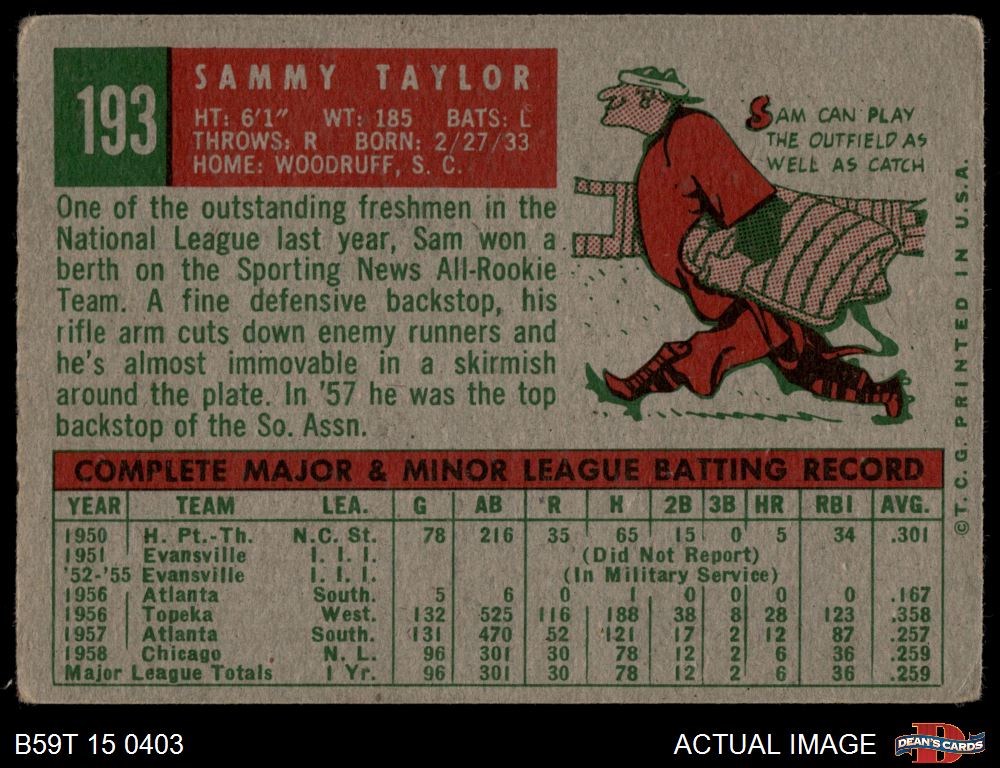 193
SAMMY TAYLOR
HT: 6'1" WT: 185 BATS: L
THROWS: R BORN: 2/27/33
HOME: WOODRUFF, S. C.
SAM CAN PLAY
THE OUTFIELD AS
WELL AS CATCH
One of the outstanding freshmen in the
National League last year, Sam won a
berth on the Sporting News All-Rookie
Team. A fine defensive backstop, his
rifle arm cuts down enemy runners and
he's almost immovable in a skirmish
around the plate. In '57 he was the top
backstop of the So. Assn.
COMPLETE MAJOR & MINOR LEAGUE BATTING RECORD
YEAR TEAM LEA. G AB R H 2B 3B HR RBI AVG.
1950 H. Pt.-Th. N.C. St. 78 216 35 65 15 0 5 34 .301
1951 Evansville I. I. I. (Did Not Report)
'52-'55 Evansville I. I. I. (In Military Service)
1956 Atlanta South. 5 6 0 1 0 0 0 0 .167
1956 Topeka West. 132 525 116 188 38 8 28 123 .358
1957 Atlanta South. 131 470 52 121 17 2 12 87 .257
1958 Chicago N. L. 96 301 30 78 12 2 6 36 .259
Major League Totals 1 Yr. 96 301 30 78 12 2 6 36 .259
© T. C. G. PRINTED IN U.S.A.
B59T 15 0403
ACTUAL IMAGE
DEAN'S CARDS